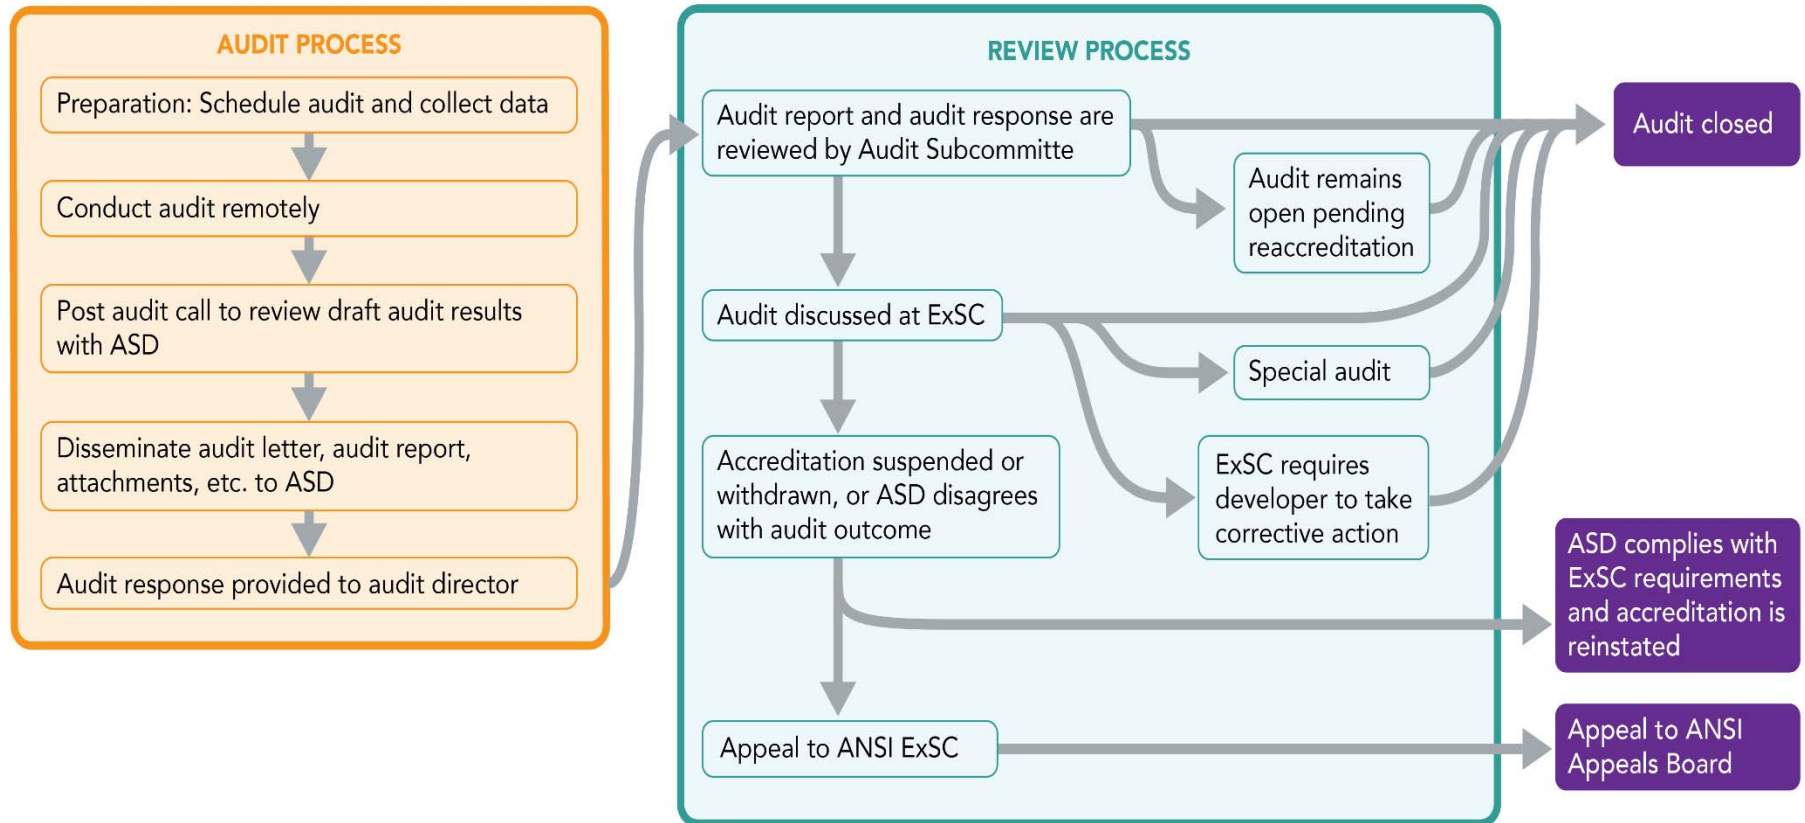 AUDIT PROCESS
Preparation: Schedule audit and collect data
Conduct audit remotely
Post audit call to review draft audit results
with ASD
Disseminate audit letter, audit report,
attachments, etc. to ASD
Audit response provided to audit director
REVIEW PROCESS
Audit report and audit response are
reviewed by Audit Subcommitte
Audit remains
open pending
reaccreditation
Audit discussed at ExSC
Special audit
Accreditation suspended or
withdrawn, or ASD disagrees
with audit outcome
ExSC requires
developer to take
corrective action
Appeal to ANSI ExSC
Audit closed
ASD complies with
ExSC requirements
and accreditation is
reinstated
Appeal to ANSI
Appeals Board